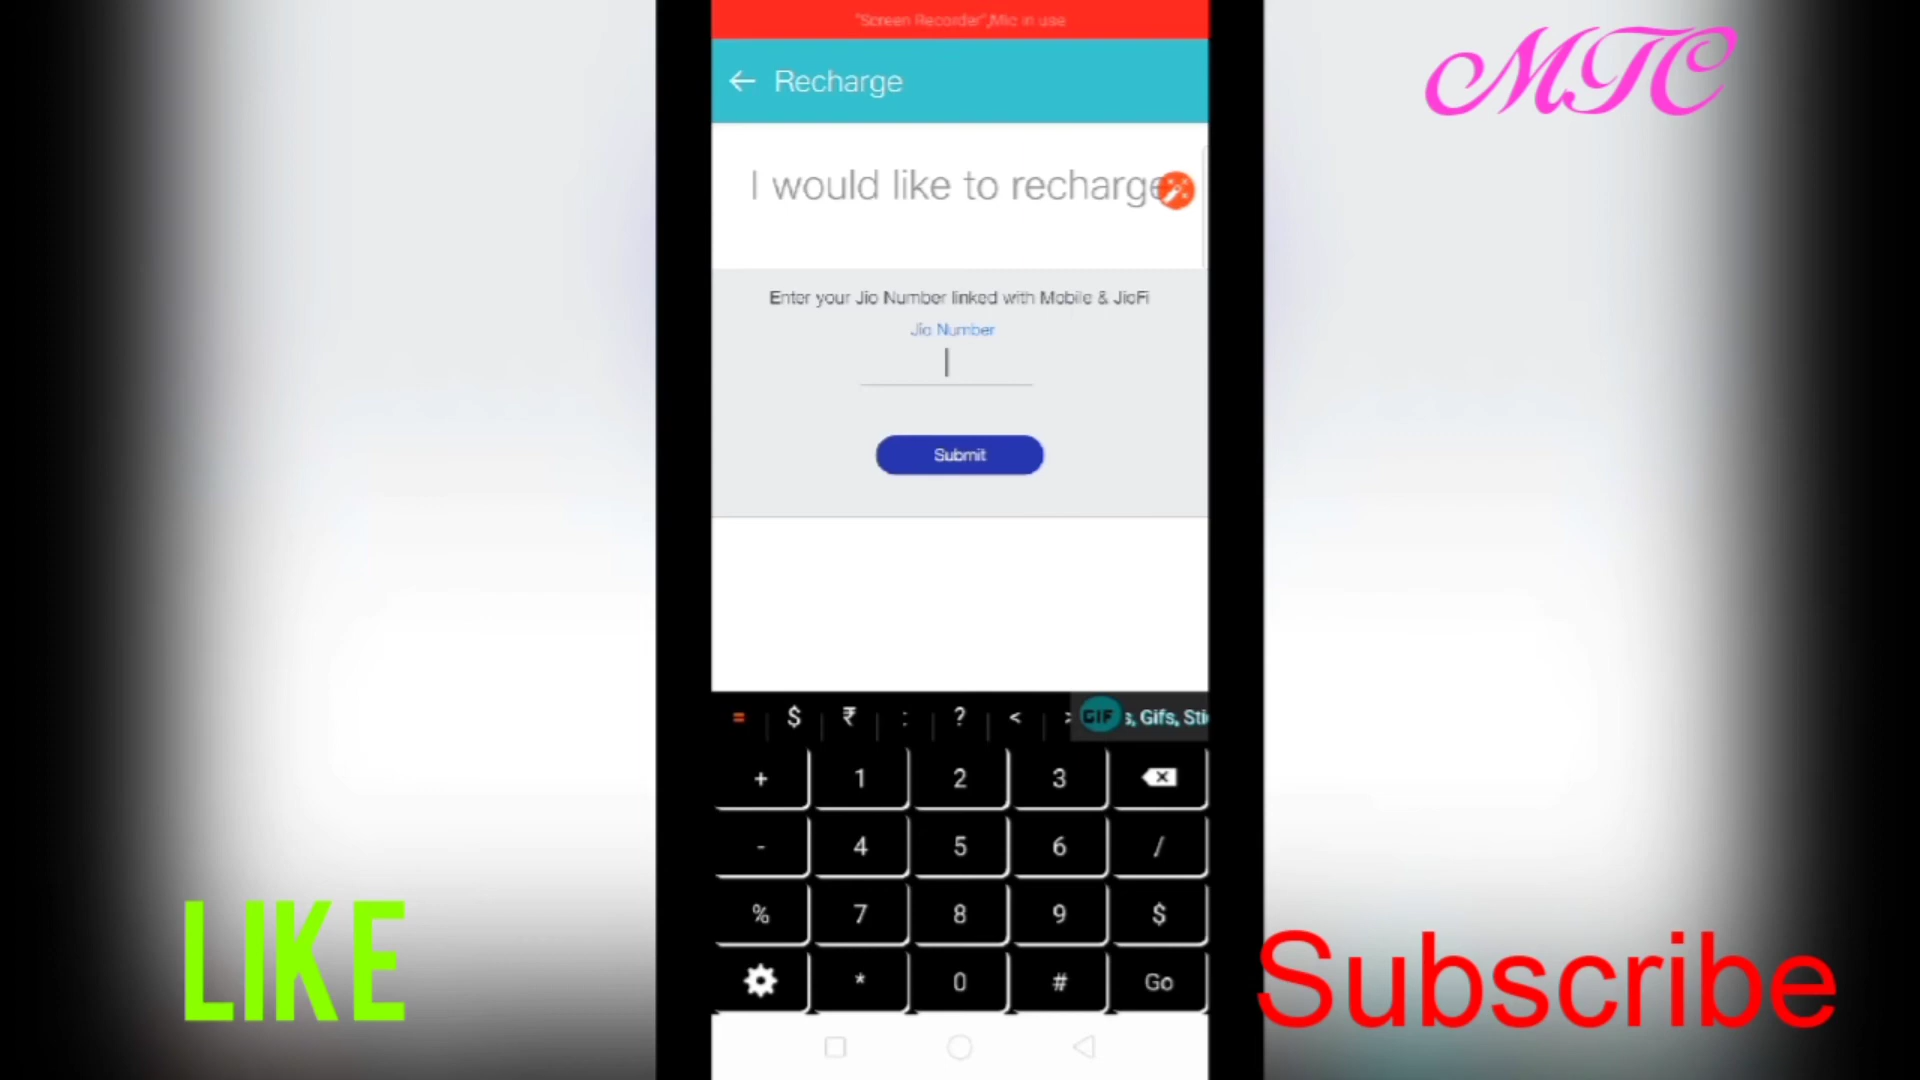 "Screen Recorder",Mic in use
MTC
← Recharge
I would like to recharge
Enter your Jio Number linked with Mobile & JioFi
Jio Number
Submit
= $ ₹ : ? < > GIF s, Gifs, Sti
+ 1 2 3
- 4 5 6 /
% 7 8 9 $
* 0 # Go
LIKE
Subscribe